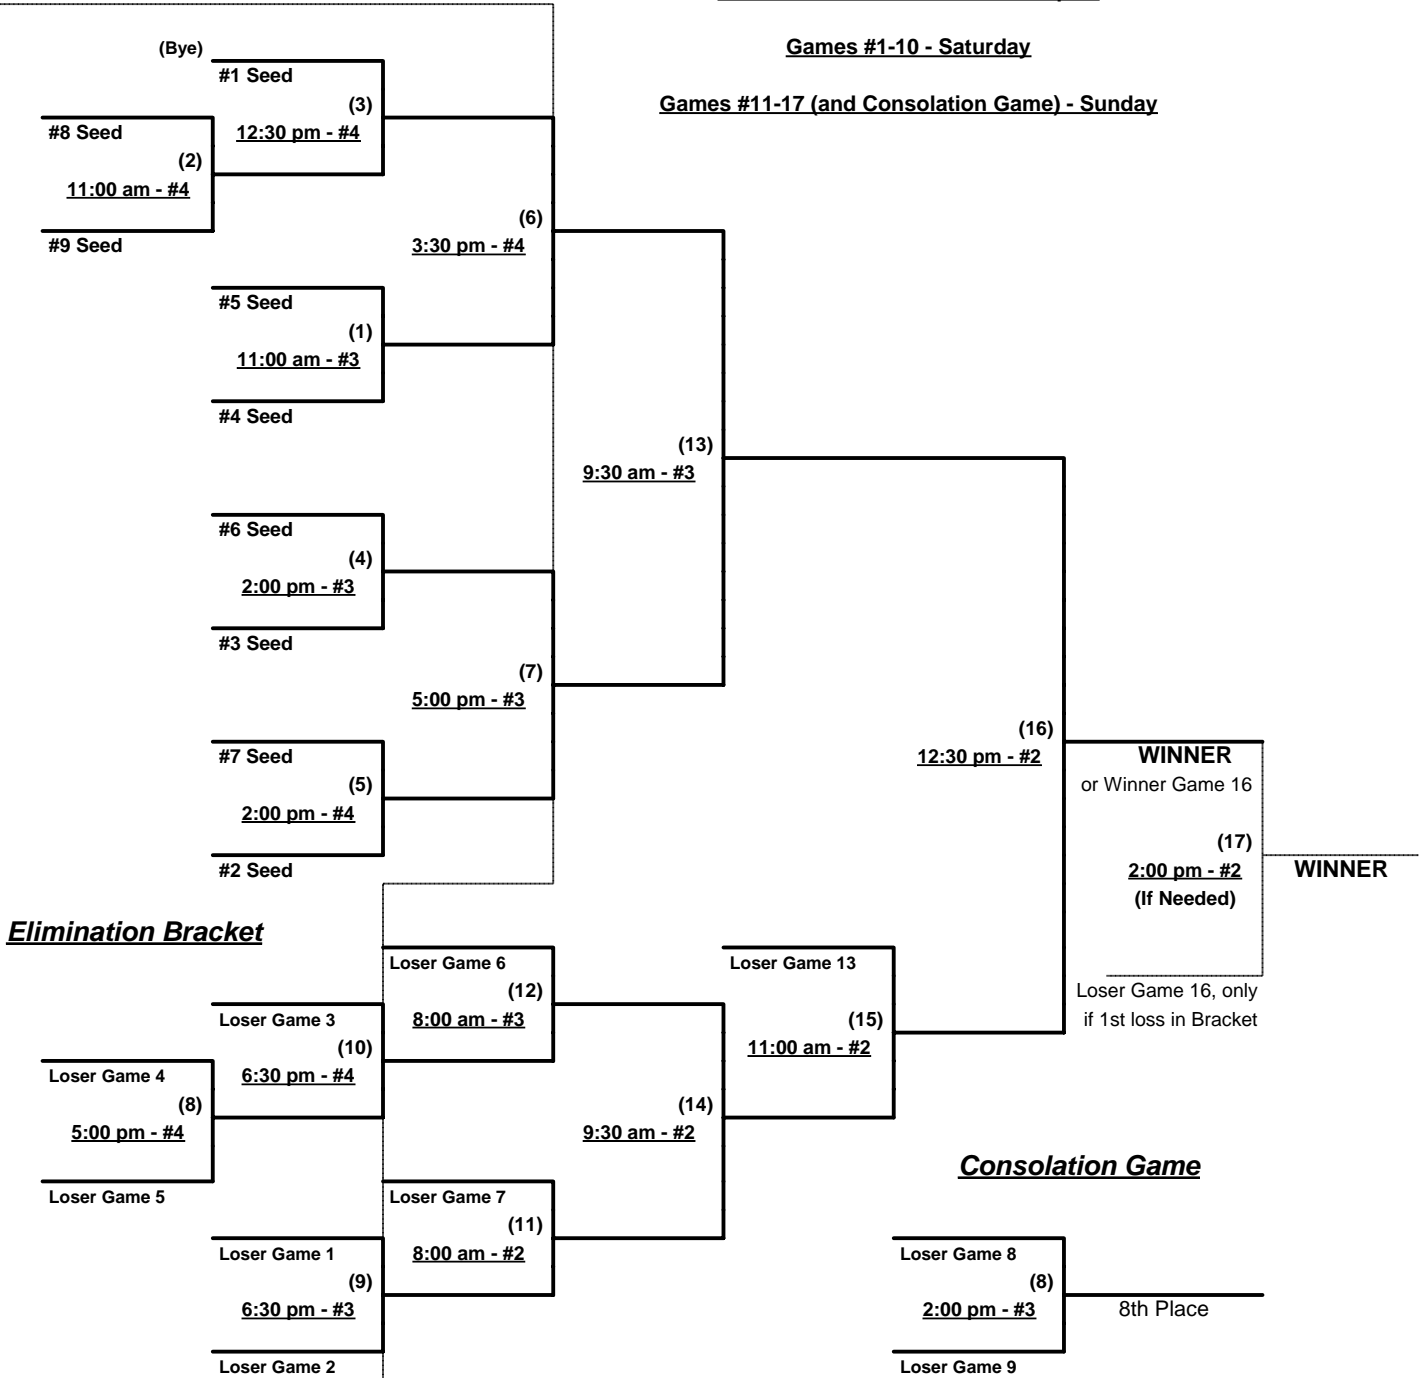 (Bye)
Games #1-10 - Saturday
#1 Seed
(3)
Games #11-17 (and Consolation Game) - Sunday
#8 Seed
12:30 pm - #4
(2)
11:00 am - #4
(6)
#9 Seed
3:30 pm - #4
#5 Seed
(1)
11:00 am - #3
#4 Seed
(13)
9:30 am - #3
#6 Seed
(4)
2:00 pm - #3
#3 Seed
(7)
5:00 pm - #3
(16)
#7 Seed
12:30 pm - #2
WINNER
(5)
or Winner Game 16
2:00 pm - #4
(17)
#2 Seed
2:00 pm - #2
WINNER
(If Needed)
Elimination Bracket
Loser Game 6
Loser Game 13
(12)
Loser Game 16, only
Loser Game 3
8:00 am - #3
(15)
if 1st loss in Bracket
(10)
11:00 am - #2
Loser Game 4
6:30 pm - #4
(8)
(14)
5:00 pm - #4
9:30 am - #2
Consolation Game
Loser Game 5
Loser Game 7
(11)
Loser Game 1
8:00 am - #2
Loser Game 8
(9)
(8)
6:30 pm - #3
2:00 pm - #3
8th Place
Loser Game 2
Loser Game 9